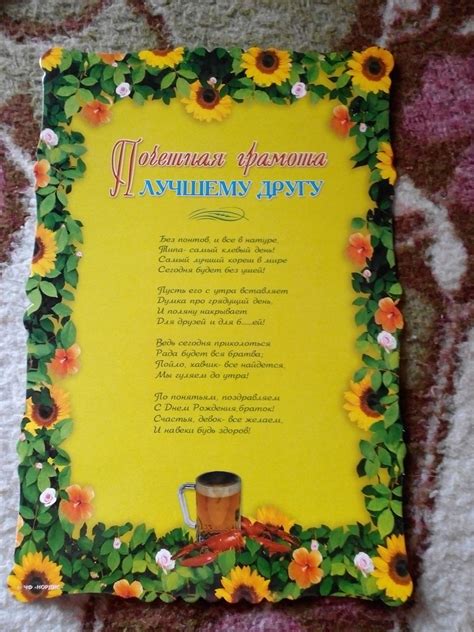 Почетная грамота
ЛУЧШЕМУ ДРУГУ
Без понтов, и все в натуре,
Типа- самый клевый день!
Самый лучший кореш в мире
Сегодня будет без ушей!
Пусть его с утра вставляет
Думка про грядущий день.
И поляну накрывает
Для друзей и для б.....ей!
Ведь сегодня приколоться
Рада будет вся братва;
Пойло, хавчик- все найдется,
Мы гуляем до утра!
По понятьям, поздравляем
С Днем Рождения,браток!
Счастья, девок- все желаем,
И навеки будь здоров!
ЧФ «НОРДИС»